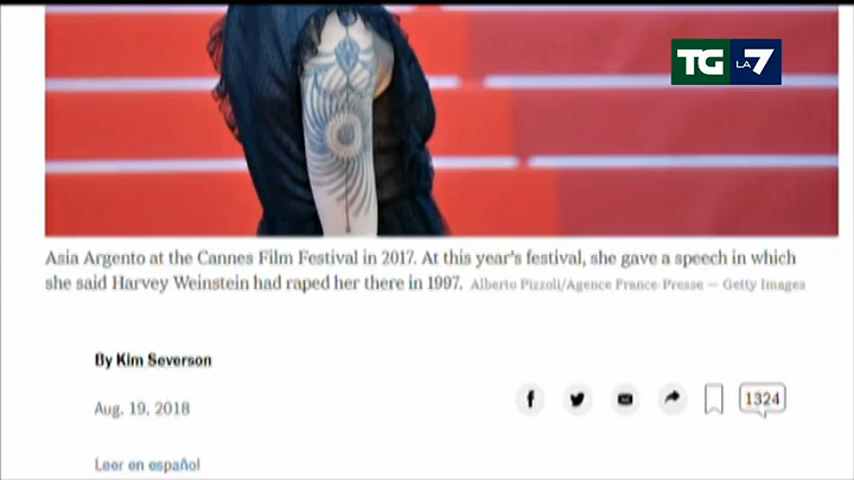 TG LA 7
Asia Argento at the Cannes Film Festival in 2017. At this year's festival, she gave a speech in which
she said Harvey Weinstein had raped her there in 1997. Alberto Pizzoli/Agence France-Presse — Getty Images
By Kim Severson
Aug. 19, 2018
1324
Leer en español